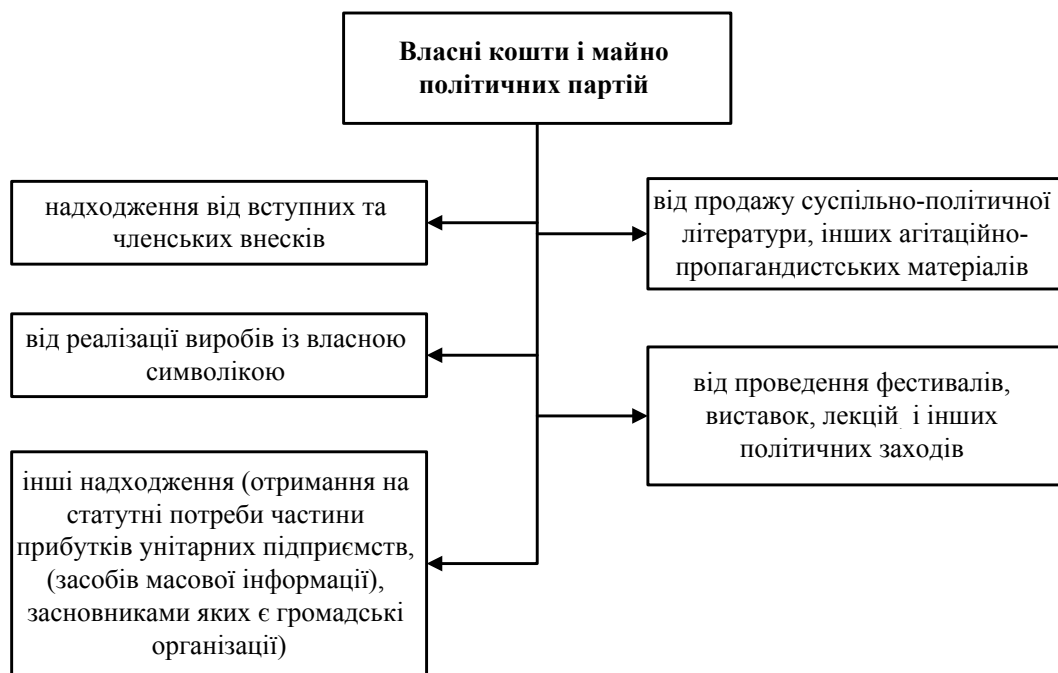 Власні кошти і майно
політичних партій
надходження від вступних та
членських внесків
від продажу суспільно-політичної
літератури, інших агітаційно-
пропагандистських матеріалів
від реалізації виробів із власною
символікою
від проведення фестивалів,
виставок, лекцій і інших
політичних заходів
інші надходження (отримання на
статутні потреби частини
прибутків унітарних підприємств,
(засобів масової інформації),
засновниками яких є громадські
організації)